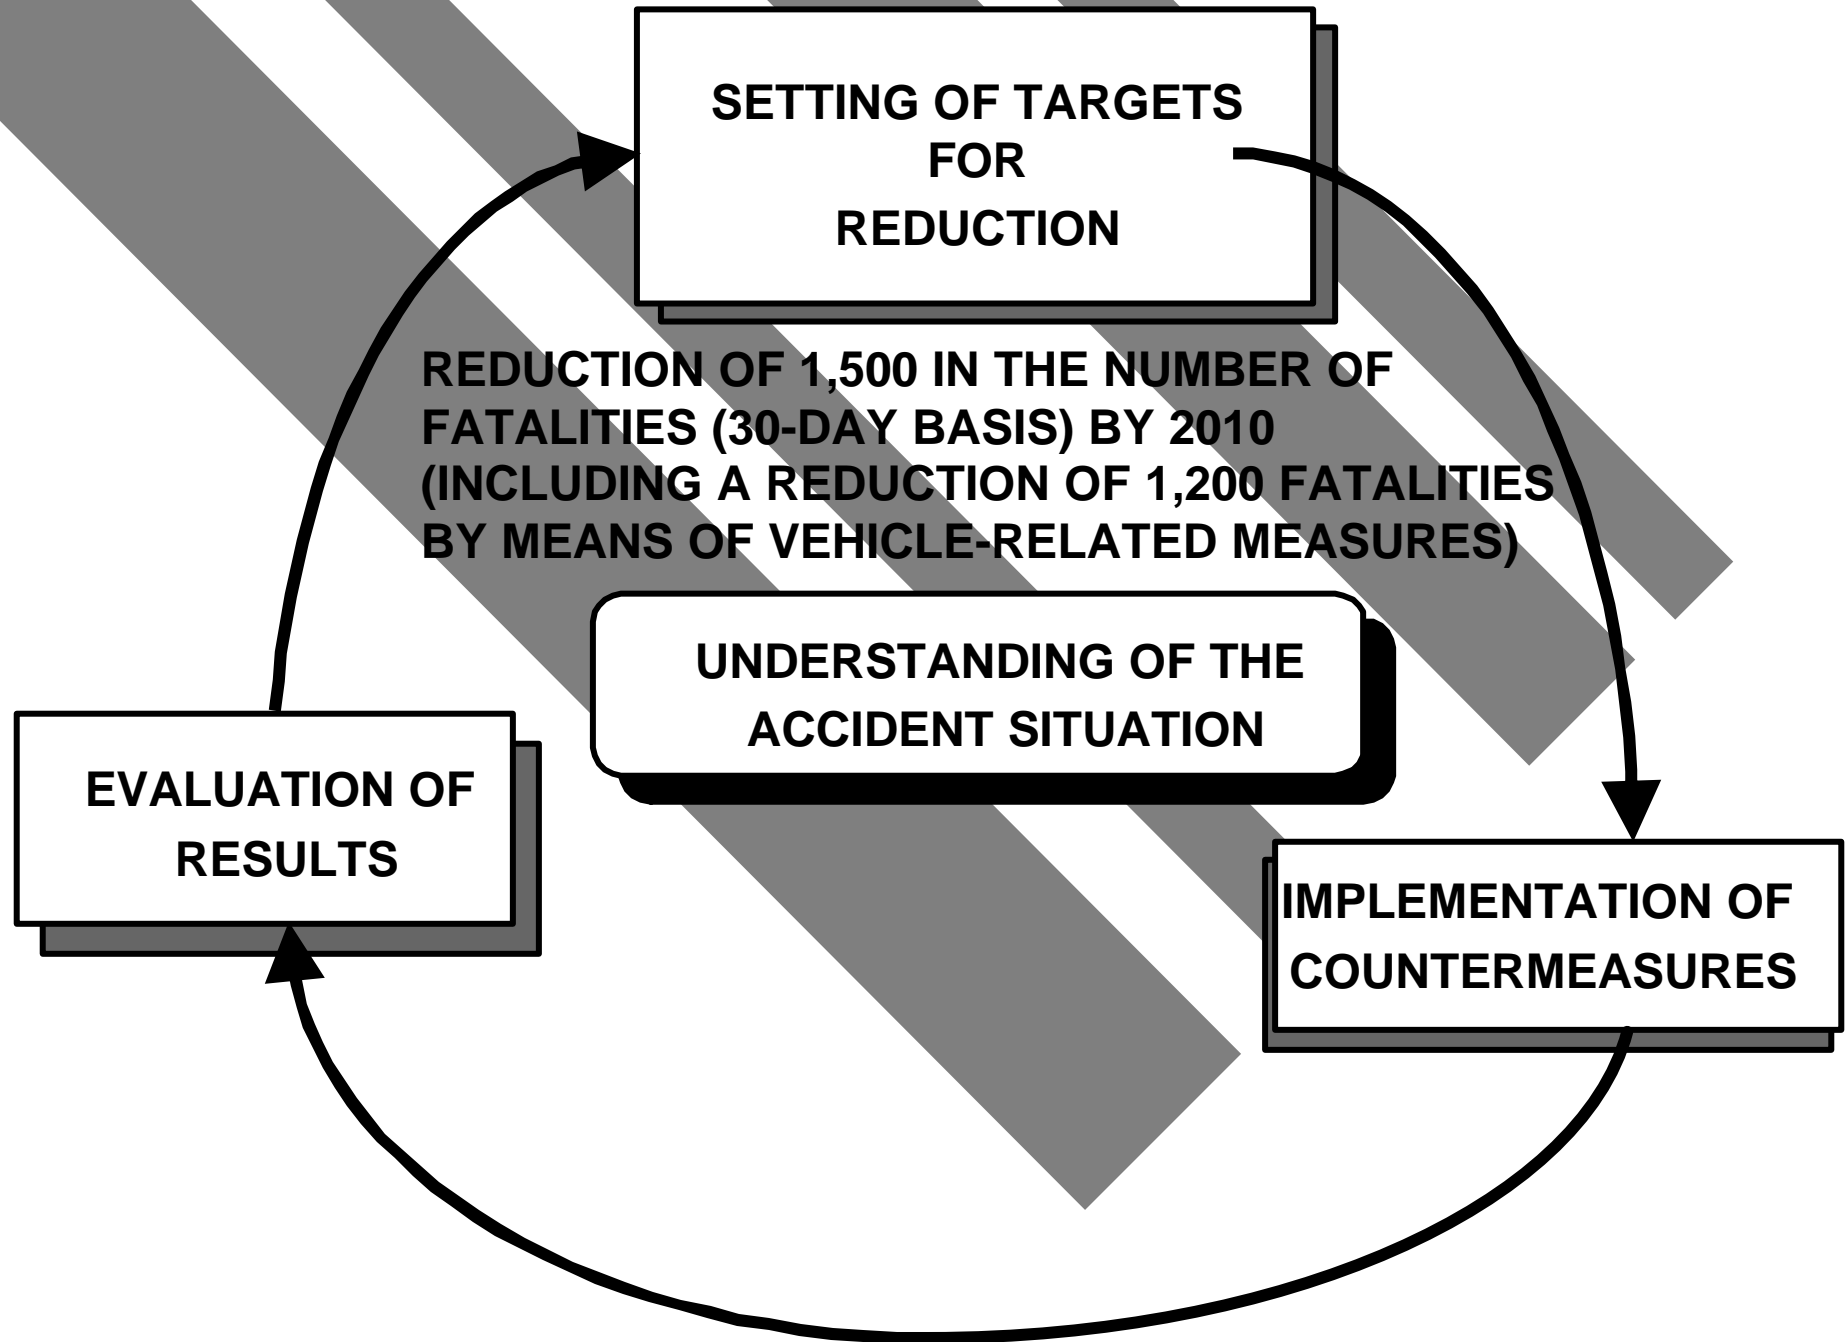 SETTING OF TARGETS
FOR
REDUCTION
REDUCTION OF 1,500 IN THE NUMBER OF
FATALITIES (30-DAY BASIS) BY 2010
(INCLUDING A REDUCTION OF 1,200 FATALITIES
BY MEANS OF VEHICLE-RELATED MEASURES)
UNDERSTANDING OF THE
ACCIDENT SITUATION
EVALUATION OF
RESULTS
IMPLEMENTATION OF
COUNTERMEASURES